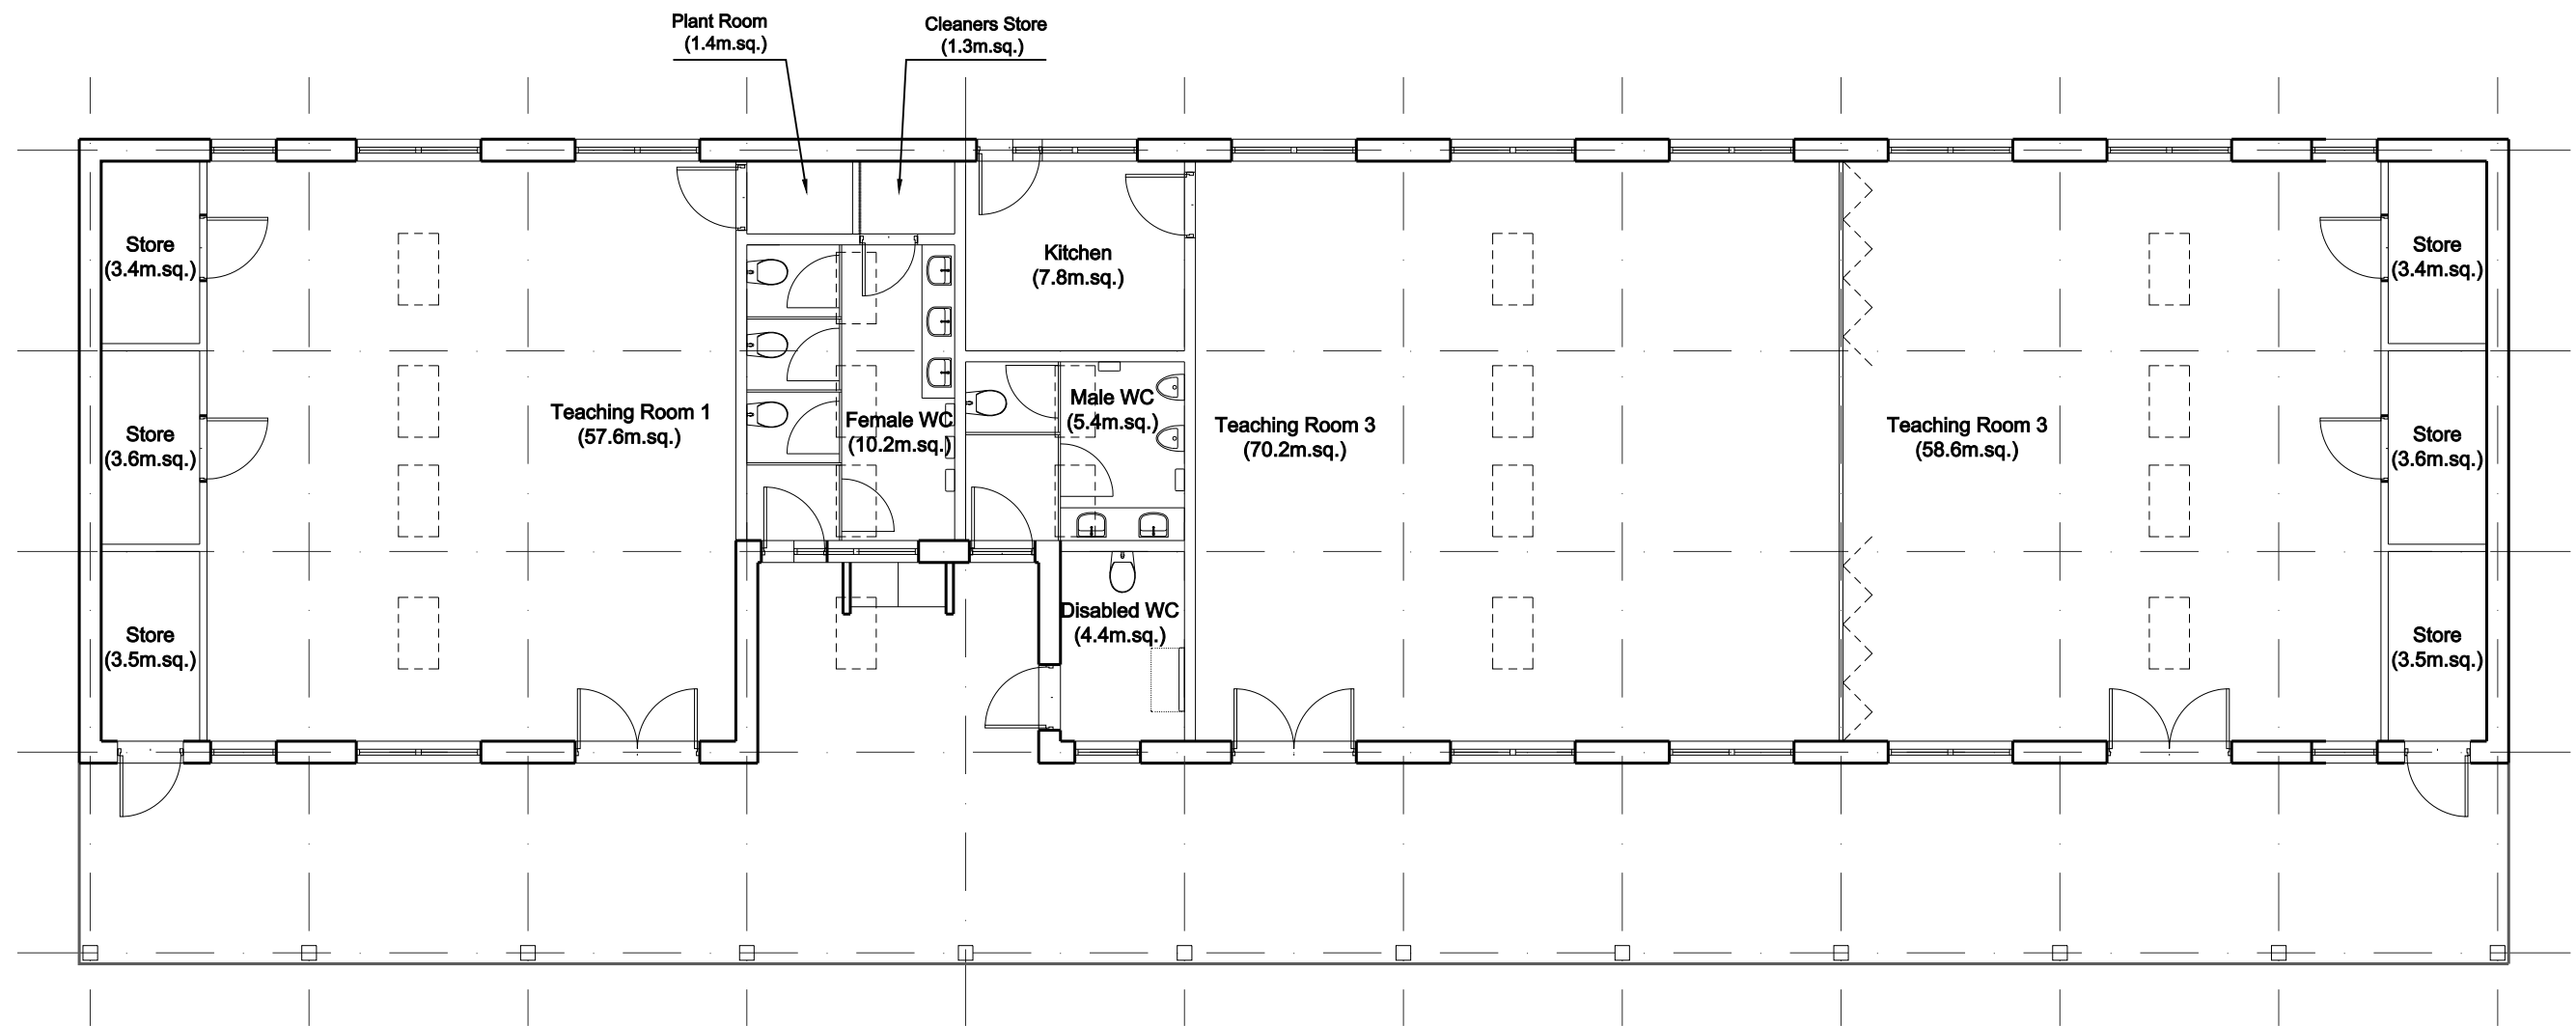 Plant Room
(1.4m.sq.)
Cleaners Store
(1.3m.sq.)
Store
(3.4m.sq.)
Kitchen
(7.8m.sq.)
Store
(3.4m.sq.)
Teaching Room 1
(57.6m.sq.)
Female WC
(10.2m.sq.)
Male WC
(5.4m.sq.)
Teaching Room 3
(70.2m.sq.)
Teaching Room 3
(58.6m.sq.)
Store
(3.6m.sq.)
Store
(3.6m.sq.)
Store
(3.5m.sq.)
Disabled WC
(4.4m.sq.)
Store
(3.5m.sq.)